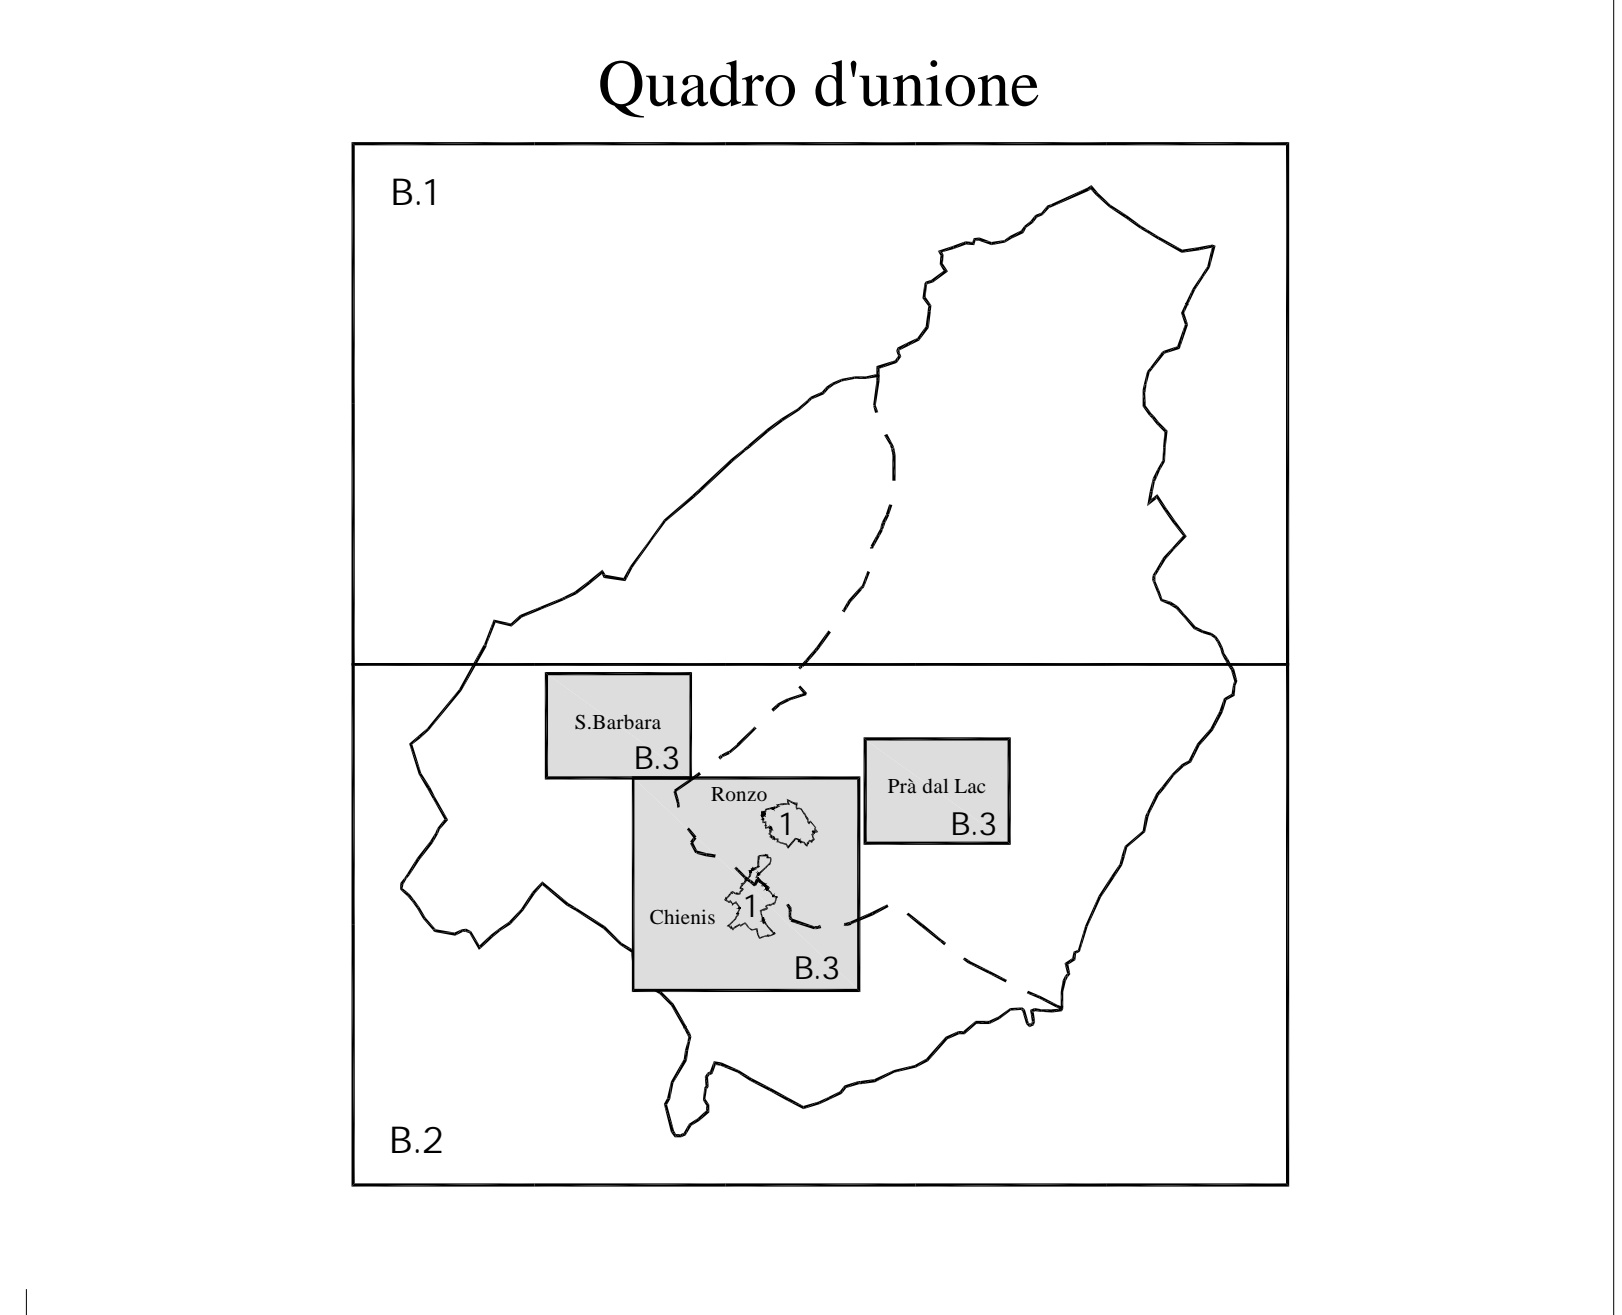 Quadro d'unione
B.1
S.Barbara
B.3
Prà dal Lac
B.3
Ronzo
1
1
Chienis
B.3
B.2